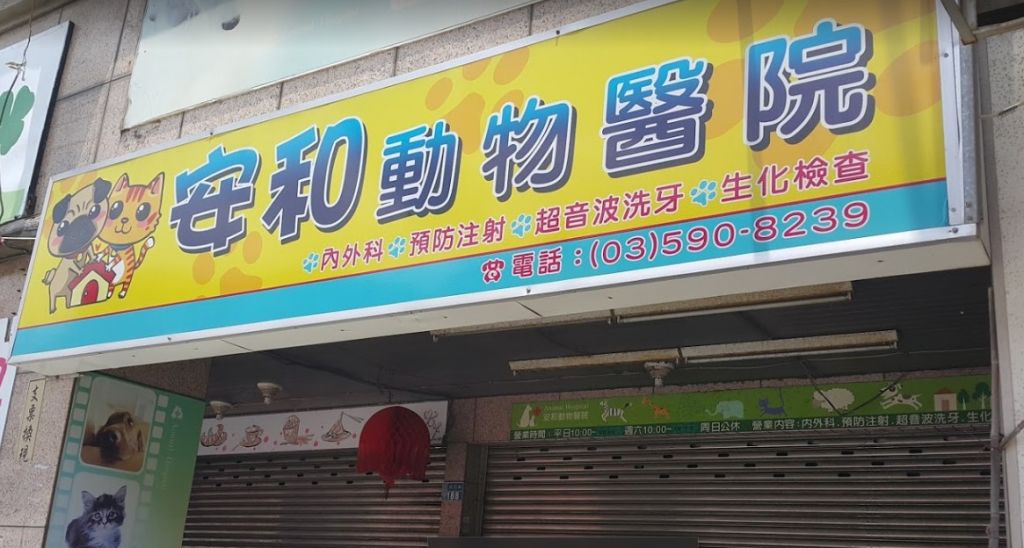 安和動物醫院
內外科 預防注射 超音波洗牙 生化檢查
電話：(03)590-8239
Animal Hospital
安和動物醫院
營業時間：平日10:00~ 週六10:00~ 周日公休 營業內容：內外科, 預防注射, 超音波洗牙, 生化